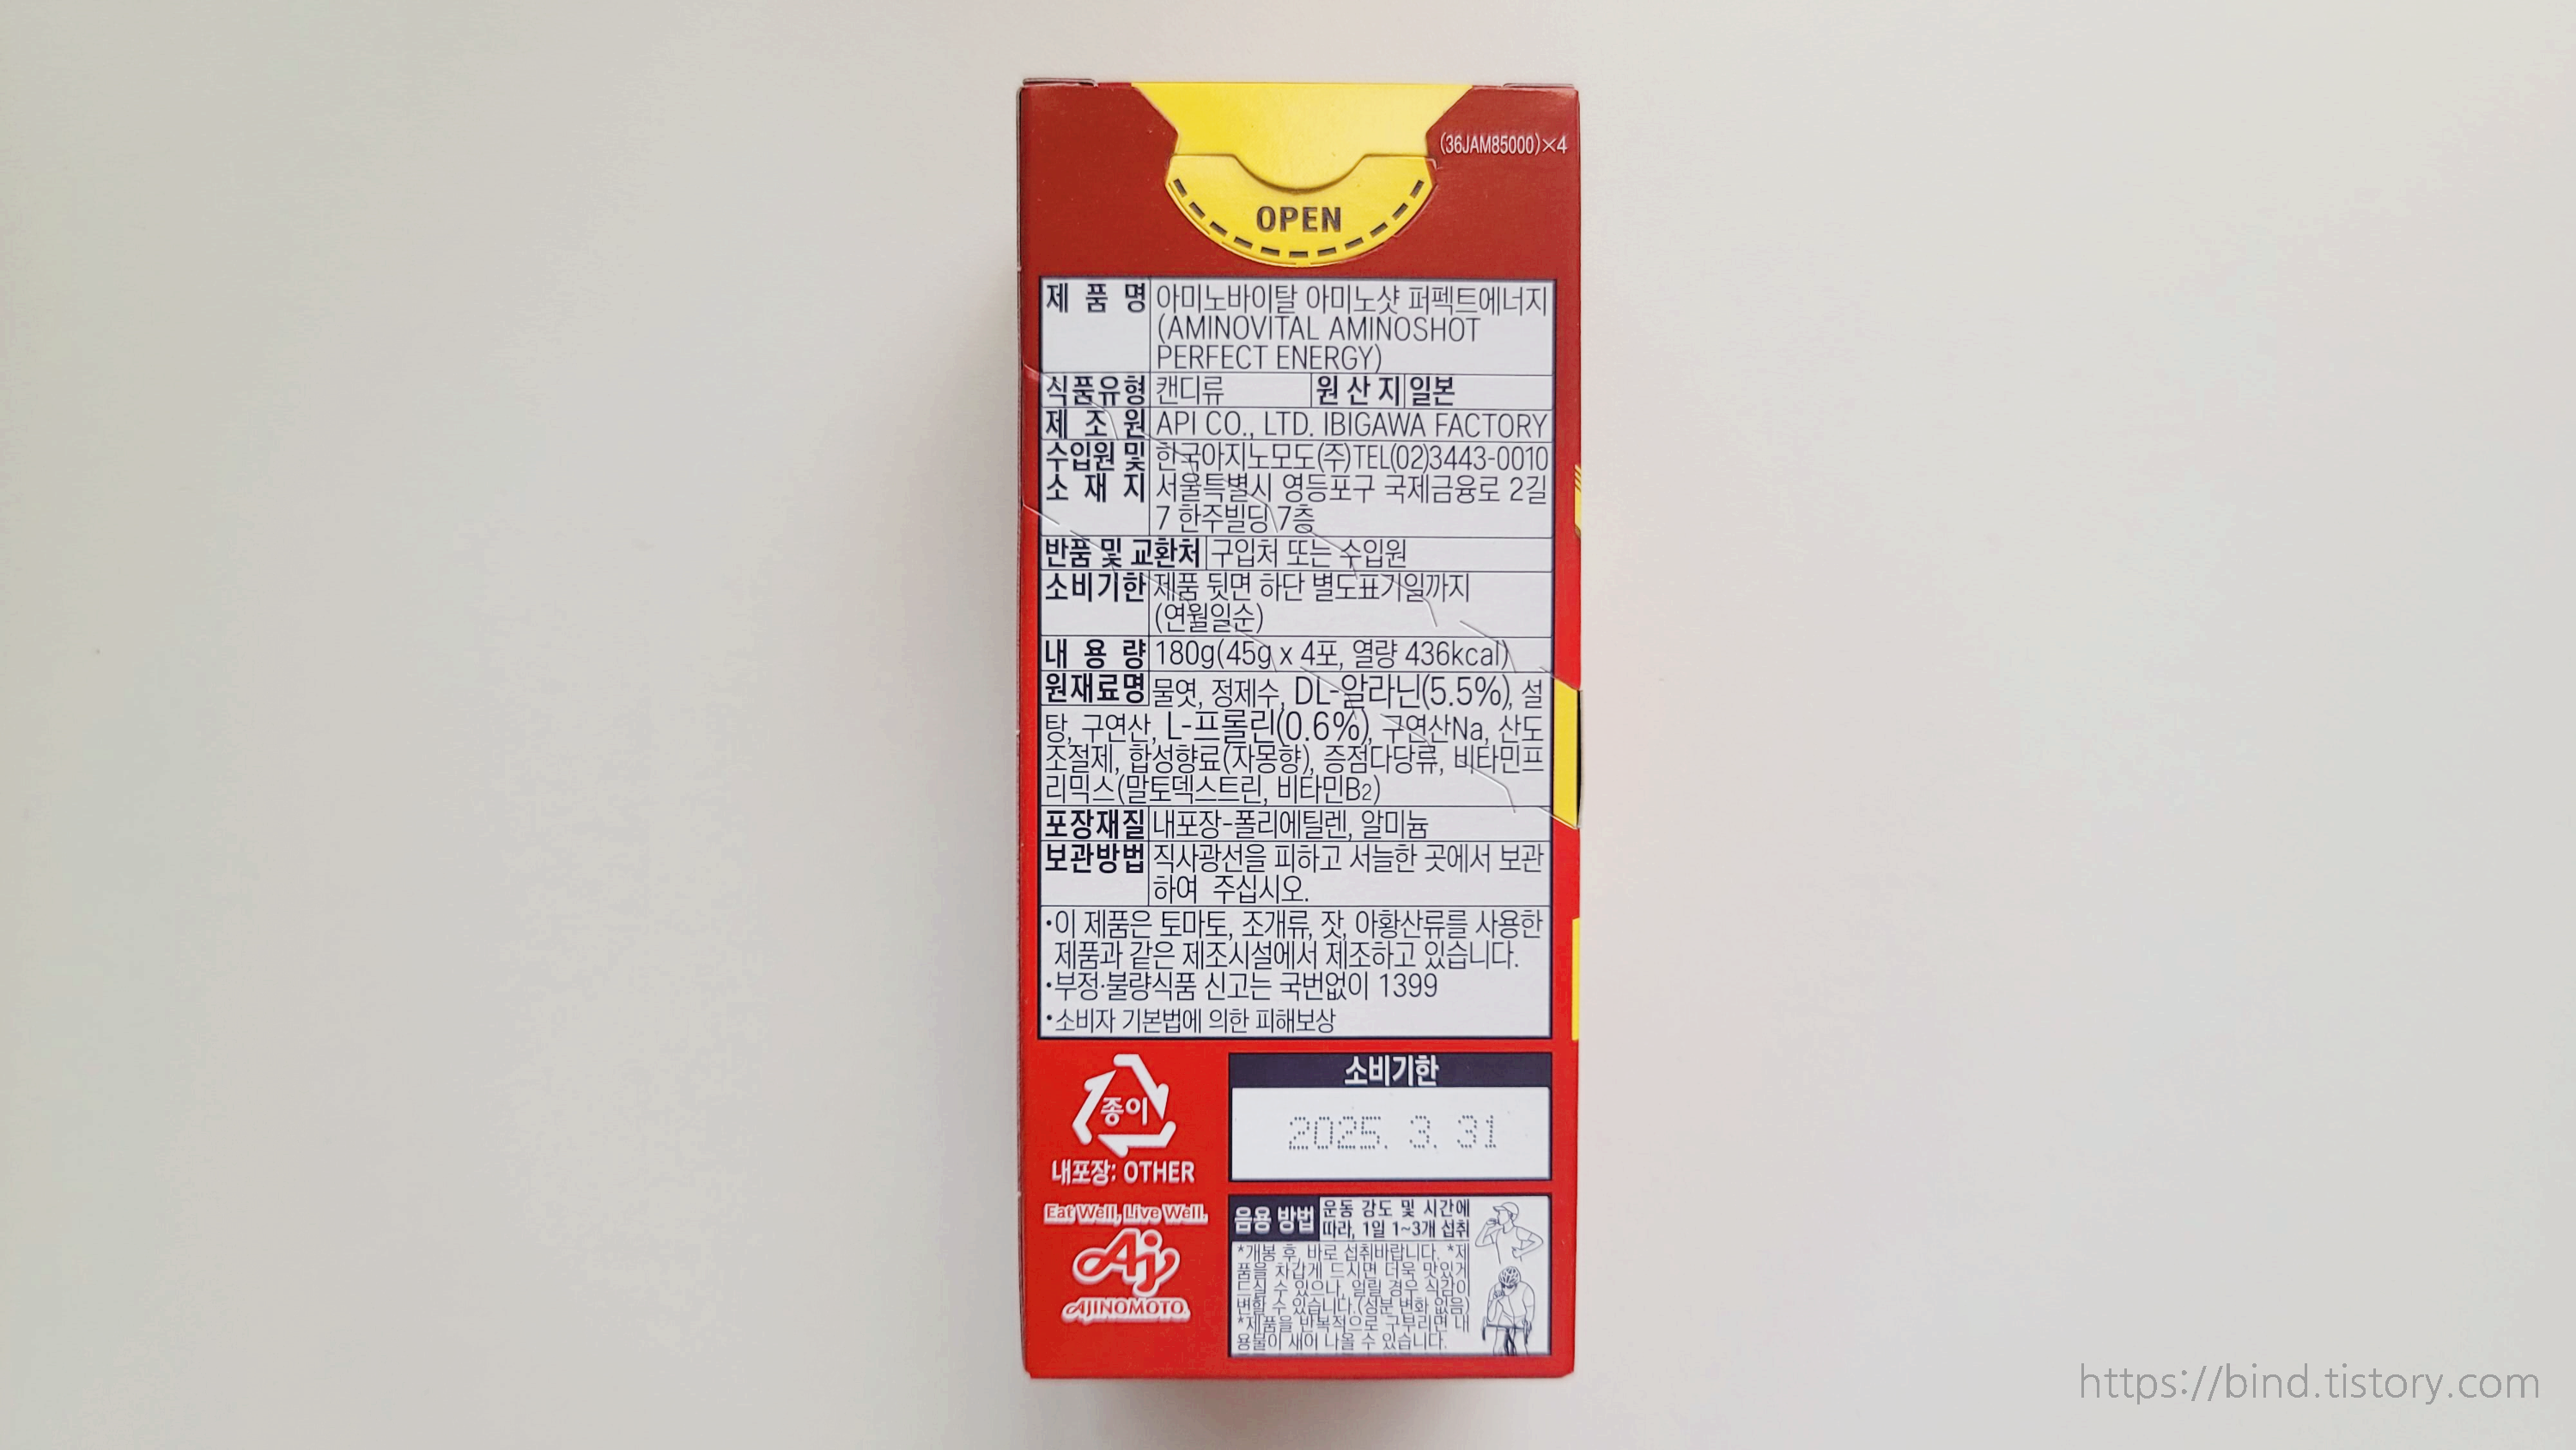 (36JAM85000)×4
OPEN
제 품 명 아미노바이탈 아미노샷 퍼펙트에너지
(AMINOVITAL AMINOSHOT
PERFECT ENERGY)
식품유형 캔디류 원 산 지 일본
제 조 원 API CO., LTD. IBIGAWA FACTORY
수입원 및 한국아지노모도(주)TEL(02)3443-0010
소 재 지 서울특별시 영등포구 국제금융로 2길
7 한주빌딩 7층
반품 및 교환처 구입처 또는 수입원
소비기한 제품 뒷면 하단 별도표기일까지
(연월일순)
내 용 량 180g(45g x 4포, 열량 436kcal)
원재료명 물엿, 정제수, DL-알라닌(5.5%), 설
탕, 구연산, L-프롤린(0.6%), 구연산Na, 산도
조절제, 합성향료(자몽향), 증점다당류, 비타민프
리믹스(말토덱스트린, 비타민B2)
포장재질 내포장-폴리에틸렌, 알미늄
보관방법 직사광선을 피하고 서늘한 곳에서 보관
하여 주십시오.
·이 제품은 토마토, 조개류, 잣, 아황산류를 사용한
제품과 같은 제조시설에서 제조하고 있습니다.
·부정·불량식품 신고는 국번없이 1399
·소비자 기본법에 의한 피해보상
종이
내포장: OTHER
소비기한
2025. 3. 31
Eat Well, Live Well.
Aj
AJINOMOTO
음용 방법 운동 강도 및 시간에
따라, 1일 1~3개 섭취
*개봉 후, 바로 섭취바랍니다. *제
품을 차갑게 드시면 더욱 맛있게
드실 수 있으나, 얼릴 경우 식감이
변할 수 있습니다.(성분 변화 없음)
*제품을 반복적으로 구부리면 내
용물이 새어 나올 수 있습니다.
https://bind.tistory.com